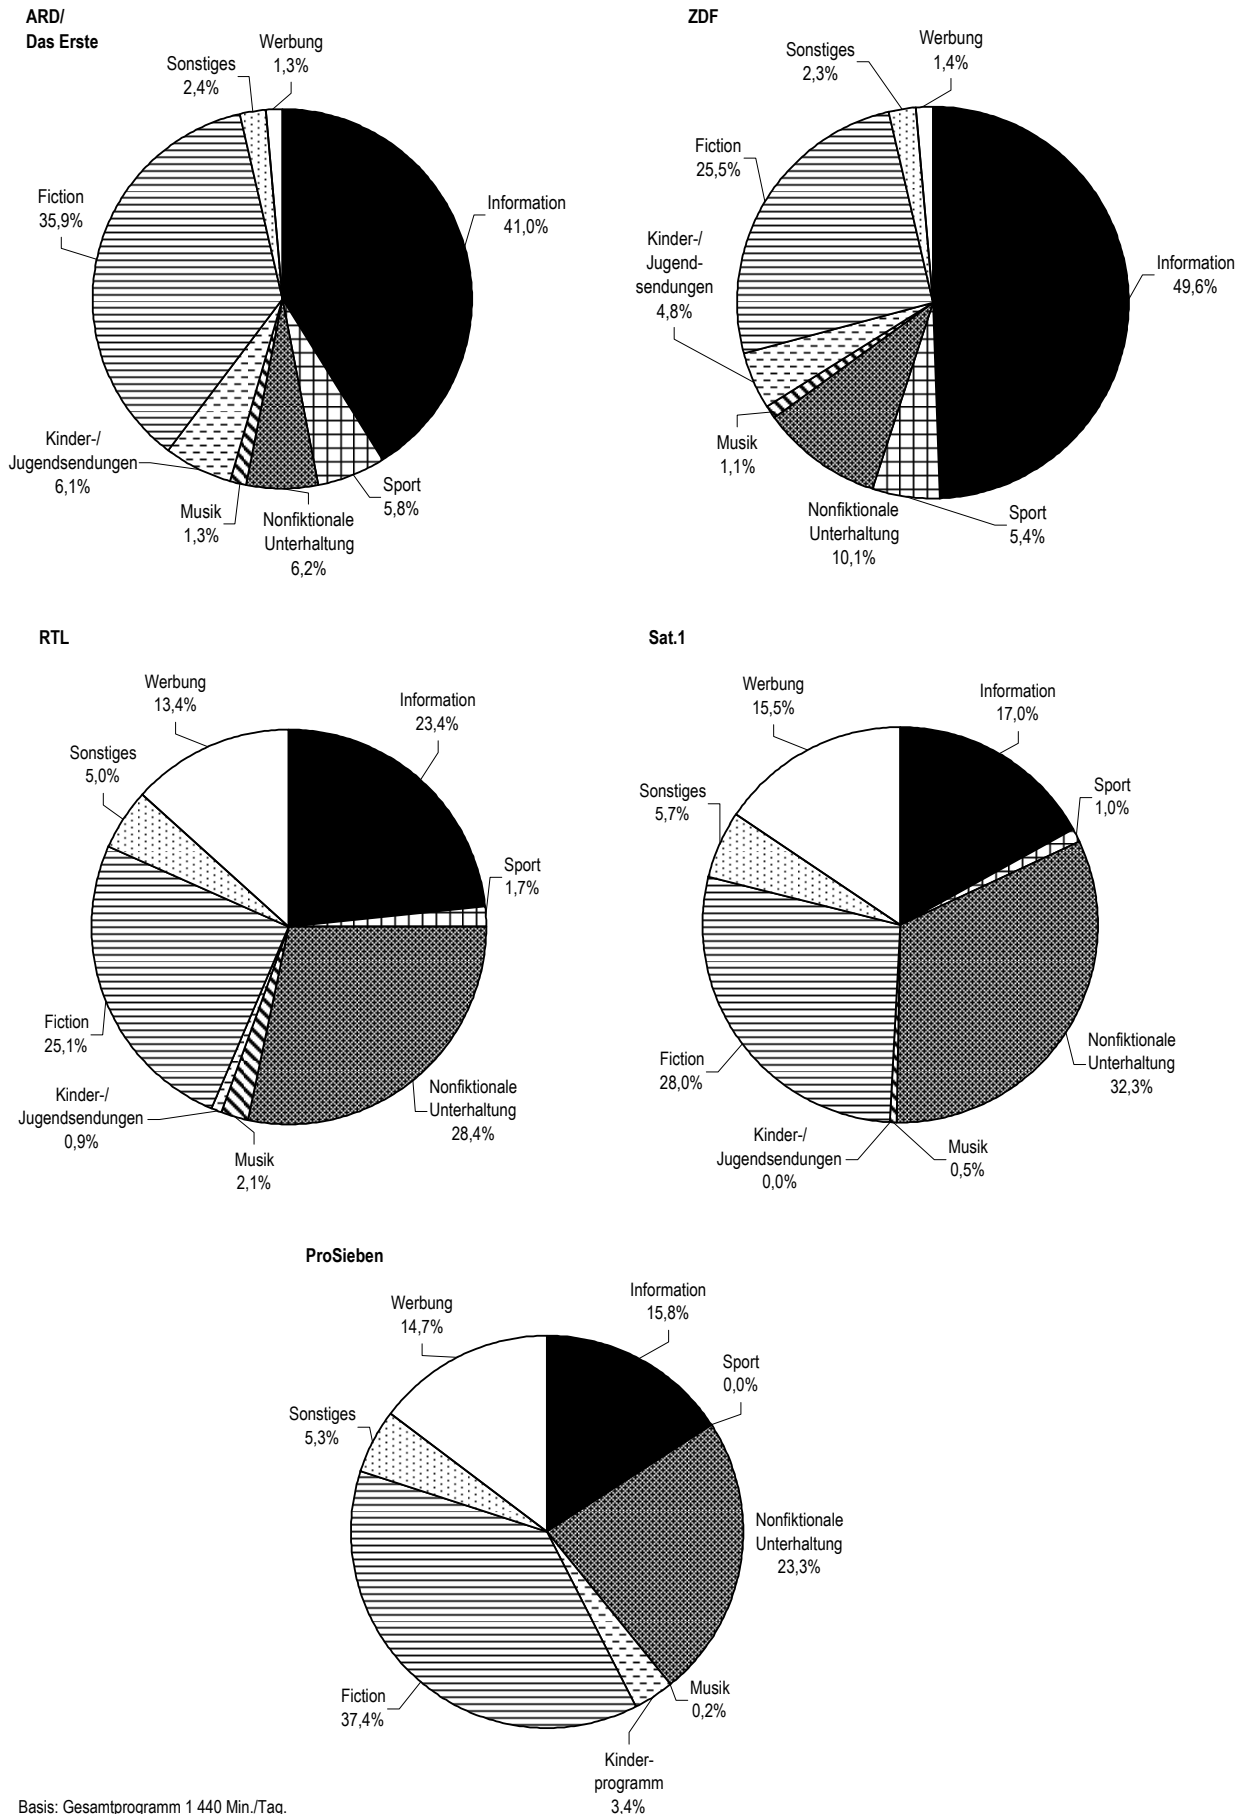 ARD/
Das Erste
Werbung
1,3%
Sonstiges
2,4%
Fiction
35,9%
Information
41,0%
Kinder-/
Jugendsendungen
6,1%
Musik
1,3%
Nonfiktionale
Unterhaltung
6,2%
Sport
5,8%
ZDF
Werbung
1,4%
Sonstiges
2,3%
Fiction
25,5%
Kinder-/
Jugend-
sendungen
4,8%
Information
49,6%
Musik
1,1%
Nonfiktionale
Unterhaltung
10,1%
Sport
5,4%
RTL
Werbung
13,4%
Information
23,4%
Sonstiges
5,0%
Sport
1,7%
Fiction
25,1%
Kinder-/
Jugendsendungen
0,9%
Musik
2,1%
Nonfiktionale
Unterhaltung
28,4%
Sat.1
Werbung
15,5%
Information
17,0%
Sonstiges
5,7%
Sport
1,0%
Fiction
28,0%
Nonfiktionale
Unterhaltung
32,3%
Kinder-/
Jugendsendungen
0,0%
Musik
0,5%
ProSieben
Werbung
14,7%
Information
15,8%
Sport
0,0%
Sonstiges
5,3%
Nonfiktionale
Unterhaltung
23,3%
Fiction
37,4%
Musik
0,2%
Kinder-
programm
3,4%
Basis: Gesamtprogramm 1 440 Min./Tag.